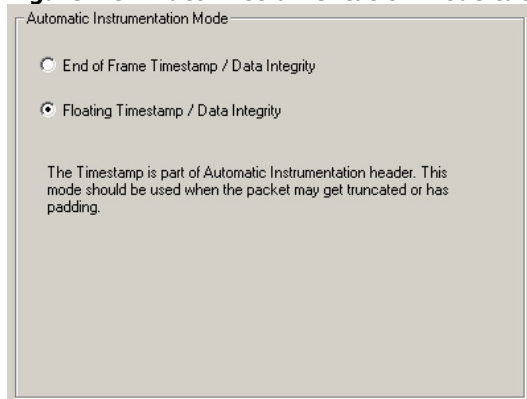 Automatic Instrumentation Mode
End of Frame Timestamp / Data Integrity
Floating Timestamp / Data Integrity
The Timestamp is part of Automatic Instrumentation header. This
mode should be used when the packet may get truncated or has
padding.